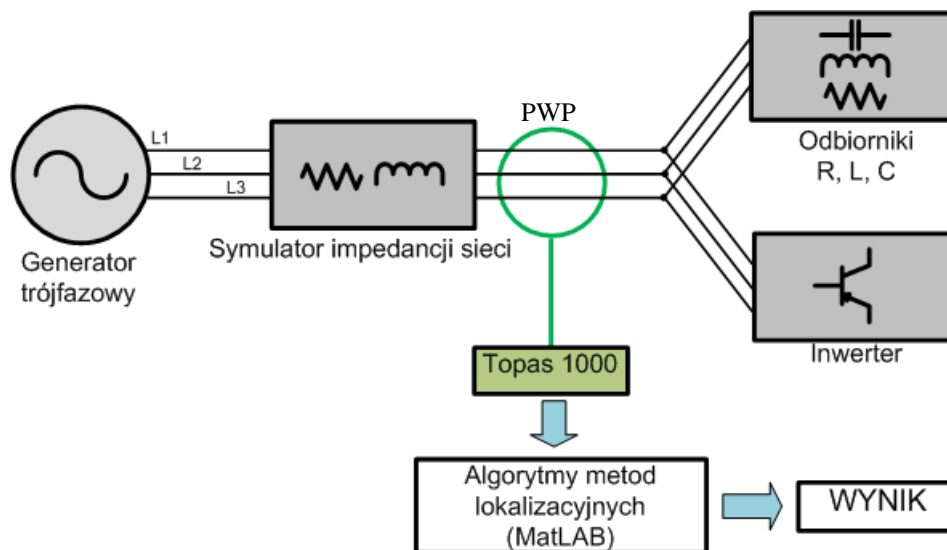 PWP
L1
L2
L3
Odbiorniki
R, L, C
Symulator impedancji sieci
Generator
trójfazowy
Inwerter
Topas 1000
Algorytmy metod
lokalizacyjnych
(MatLAB)
WYNIK